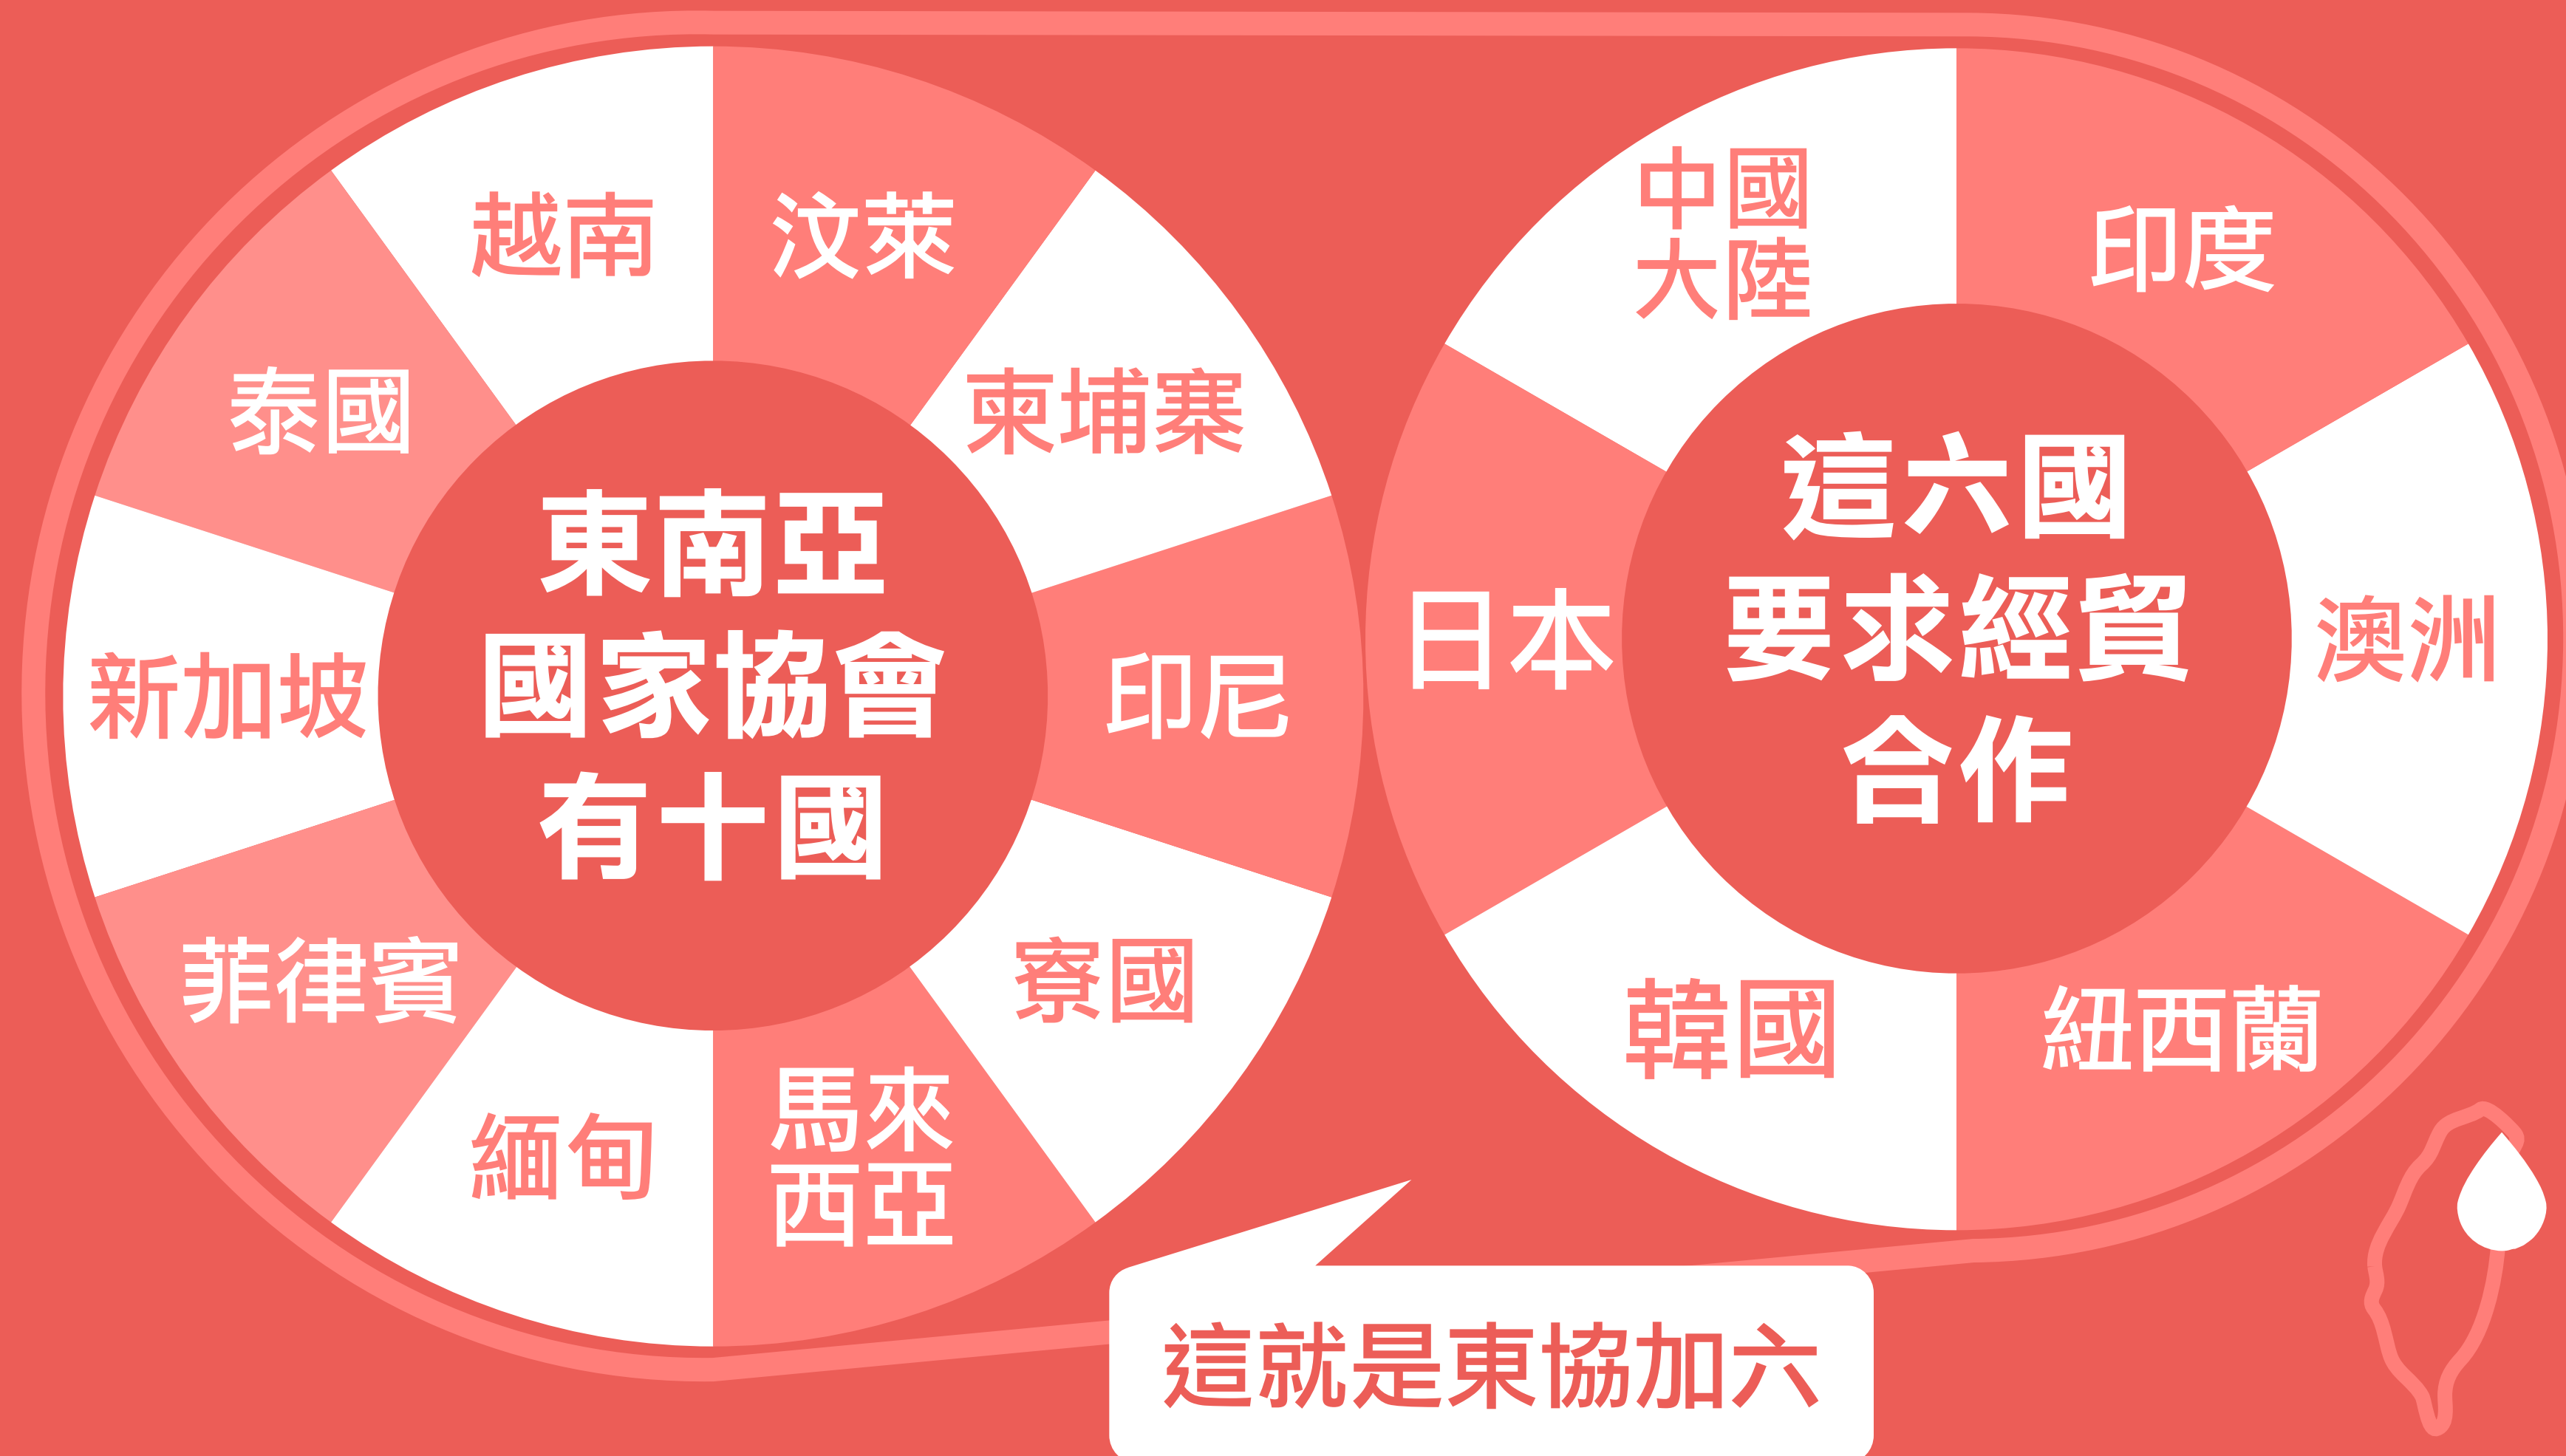 東南亞
國家協會
有十國
汶萊
柬埔寨
印尼
寮國
馬來
西亞
緬甸
菲律賓
新加坡
泰國
越南
這六國
要求經貿
合作
印度
澳洲
紐西蘭
韓國
日本
中國
大陸
這就是東協加六